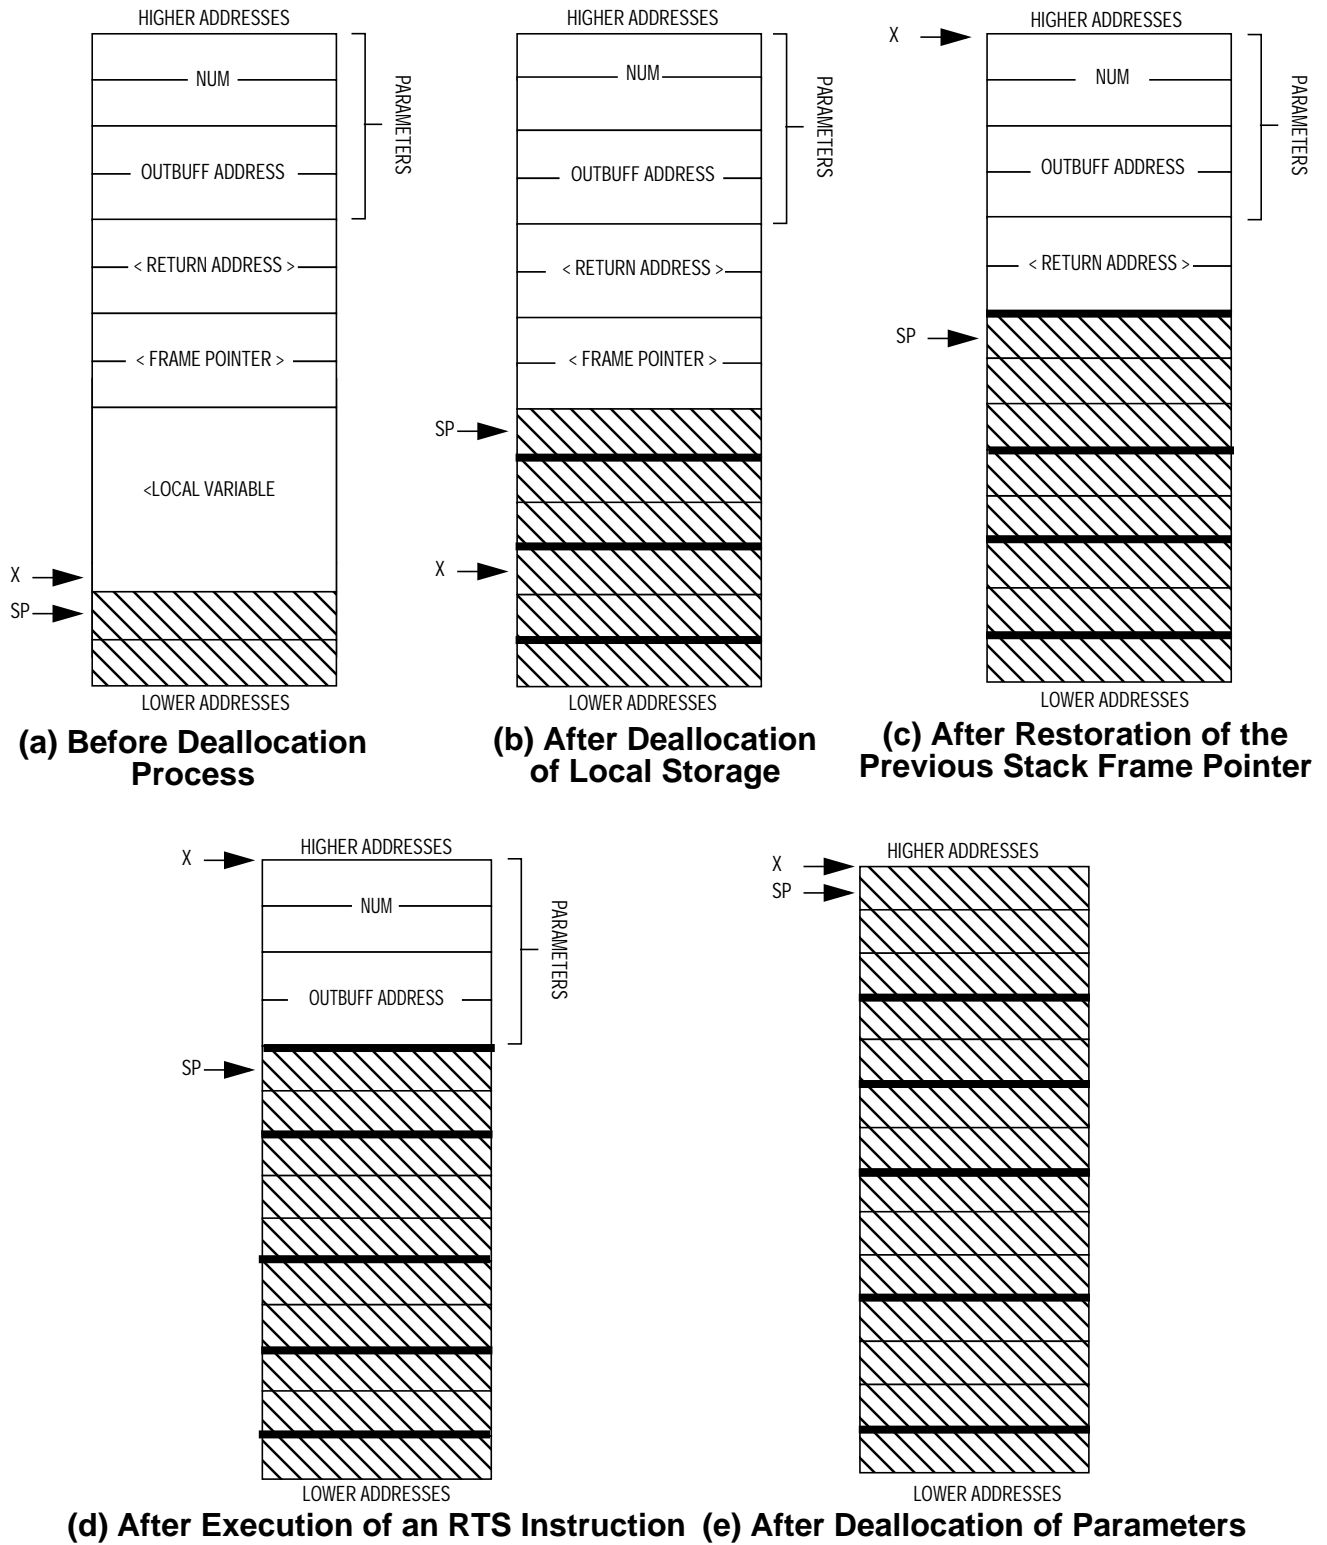 HIGHER ADDRESSES
NUM
OUTBUFF ADDRESS
PARAMETERS
< RETURN ADDRESS >
< FRAME POINTER >
<LOCAL VARIABLE
X
SP
LOWER ADDRESSES
(a) Before Deallocation
Process
HIGHER ADDRESSES
NUM
OUTBUFF ADDRESS
PARAMETERS
< RETURN ADDRESS >
< FRAME POINTER >
SP
X
LOWER ADDRESSES
(b) After Deallocation
of Local Storage
HIGHER ADDRESSES
X
NUM
OUTBUFF ADDRESS
PARAMETERS
< RETURN ADDRESS >
SP
LOWER ADDRESSES
(c) After Restoration of the
Previous Stack Frame Pointer
HIGHER ADDRESSES
X
NUM
OUTBUFF ADDRESS
PARAMETERS
SP
LOWER ADDRESSES
(d) After Execution of an RTS Instruction
HIGHER ADDRESSES
X
SP
LOWER ADDRESSES
(e) After Deallocation of Parameters